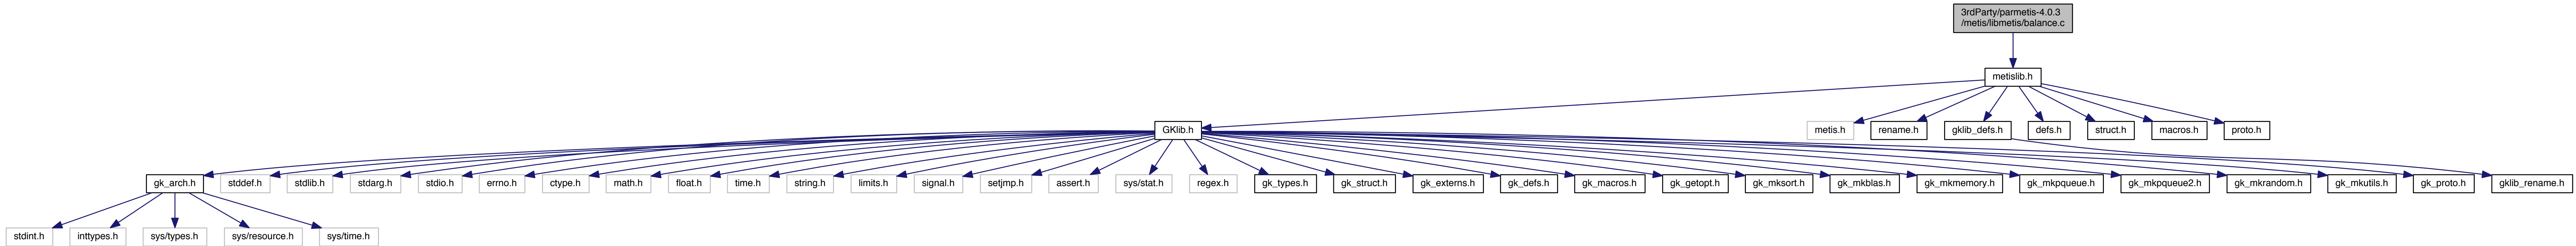 3rdParty/parmetis-4.0.3
/metis/libmetis/balance.c
metislib.h
GKlib.h
metis.h
rename.h
gklib_defs.h
defs.h
struct.h
macros.h
proto.h
gk_arch.h
stddef.h
stdlib.h
stdarg.h
stdio.h
errno.h
ctype.h
math.h
float.h
time.h
string.h
limits.h
signal.h
setjmp.h
assert.h
sys/stat.h
regex.h
gk_types.h
gk_struct.h
gk_externs.h
gk_defs.h
gk_macros.h
gk_getopt.h
gk_mksort.h
gk_mkblas.h
gk_mkmemory.h
gk_mkpqueue.h
gk_mkpqueue2.h
gk_mkrandom.h
gk_mkutils.h
gk_proto.h
gklib_rename.h
stdint.h
inttypes.h
sys/types.h
sys/resource.h
sys/time.h